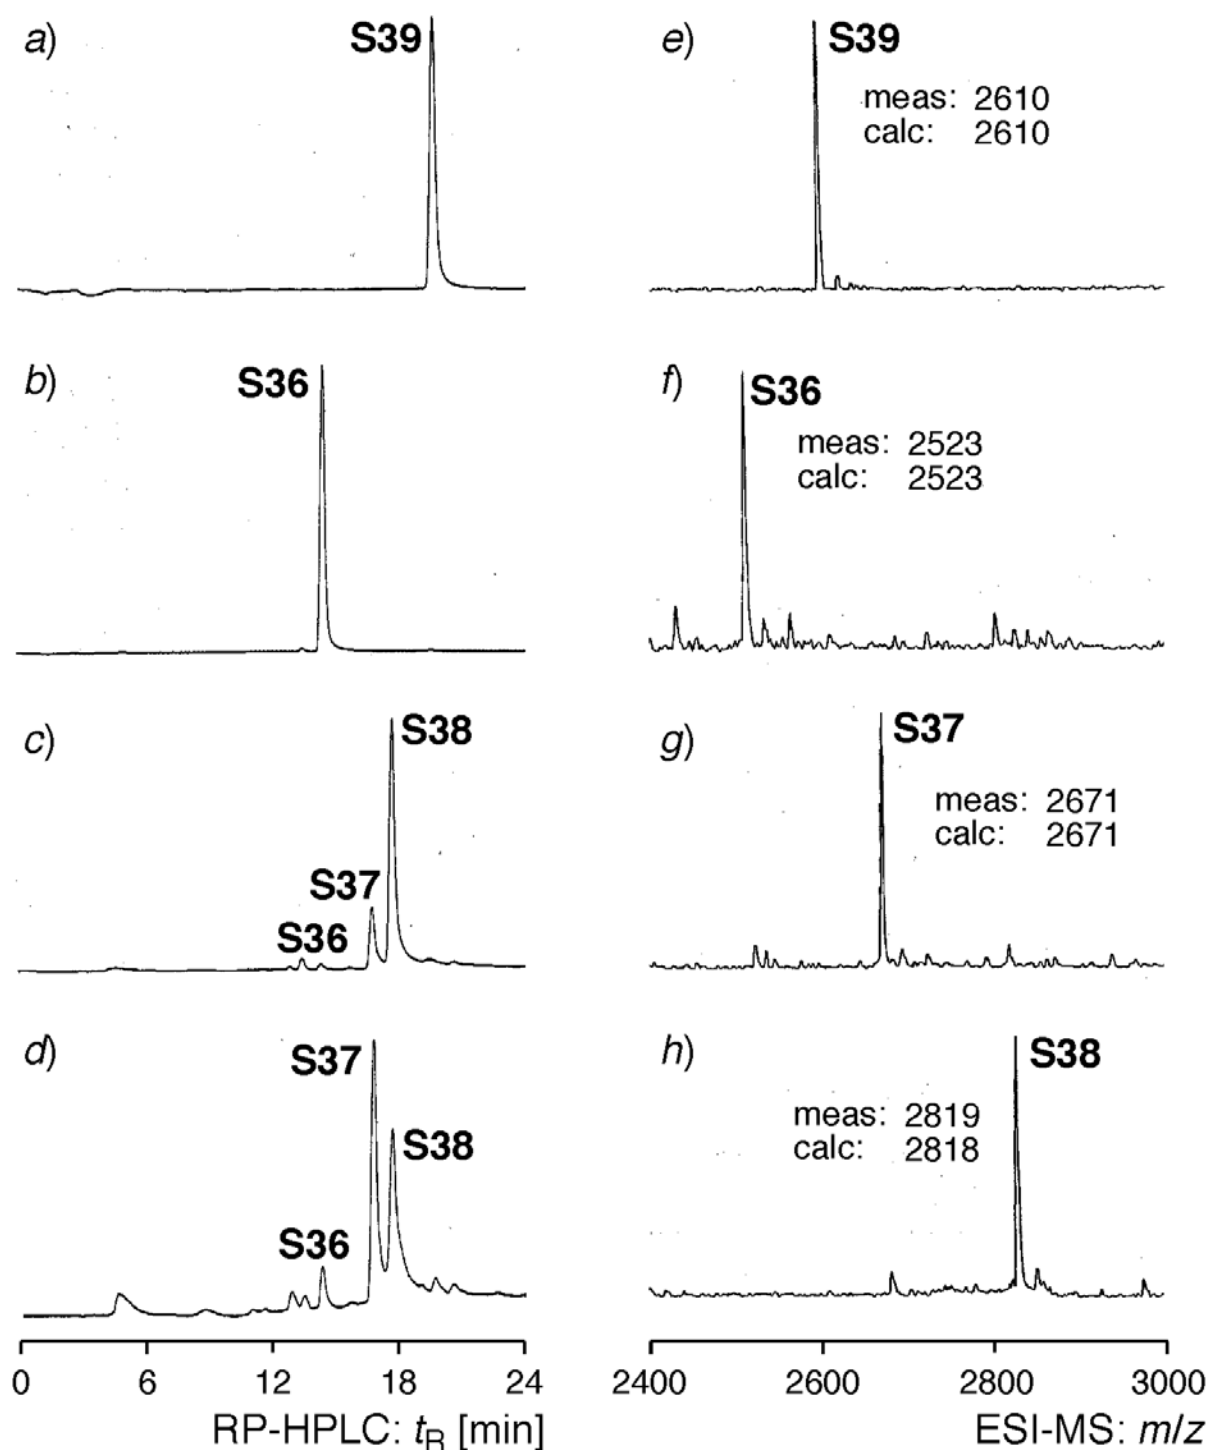 a)
S39
e)
S39
meas: 2610
calc: 2610
b)
S36
f)
S36
meas: 2523
calc: 2523
c)
S38
S37
S36
g)
S37
meas: 2671
calc: 2671
d)
S37
S38
S36
h)
S38
meas: 2819
calc: 2818
0 6 12 18 24
RP-HPLC: tR [min]
2400 2600 2800 3000
ESI-MS: m/z